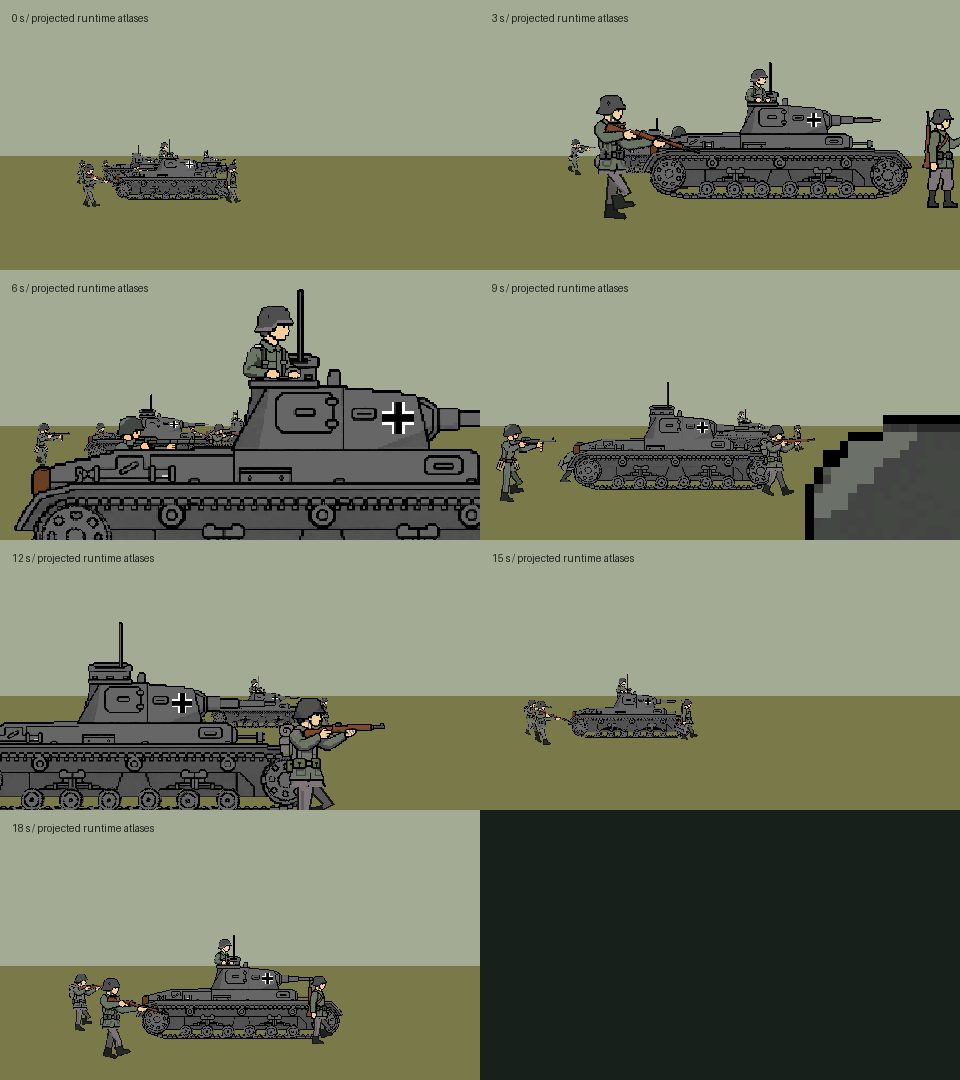 0 s / projected runtime atlases
3 s / projected runtime atlases
6 s / projected runtime atlases
9 s / projected runtime atlases
12 s / projected runtime atlases
15 s / projected runtime atlases
18 s / projected runtime atlases